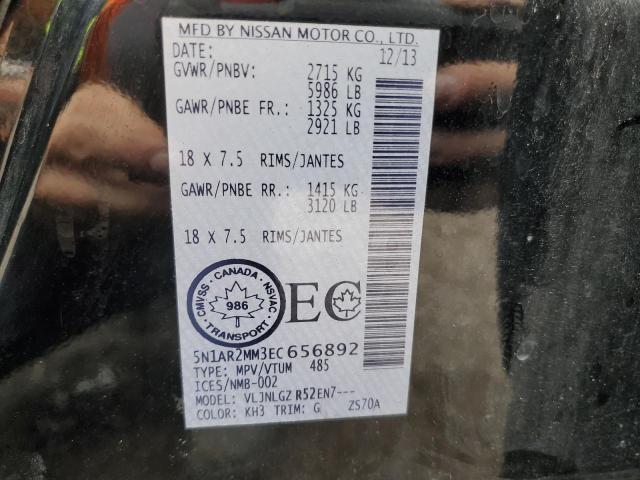 MFD BY NISSAN MOTOR CO., LTD.
DATE: 12/13
GVWR/PNBV: 2715 KG
5986 LB
GAWR/PNBE FR.: 1325 KG
2921 LB
18 X 7.5 RIMS/JANTES
GAWR/PNBE RR.: 1415 KG
3120 LB
18 X 7.5 RIMS/JANTES
CMVSS · CANADA · NSVAC
986
TRANSPORT
EC
5N1AR2MM3EC656892
TYPE: MPV/VTUM 485
ICES/NMB-002
MODEL: VLJNLGZ R52EN7---
COLOR: KH3 TRIM: G ZS70A